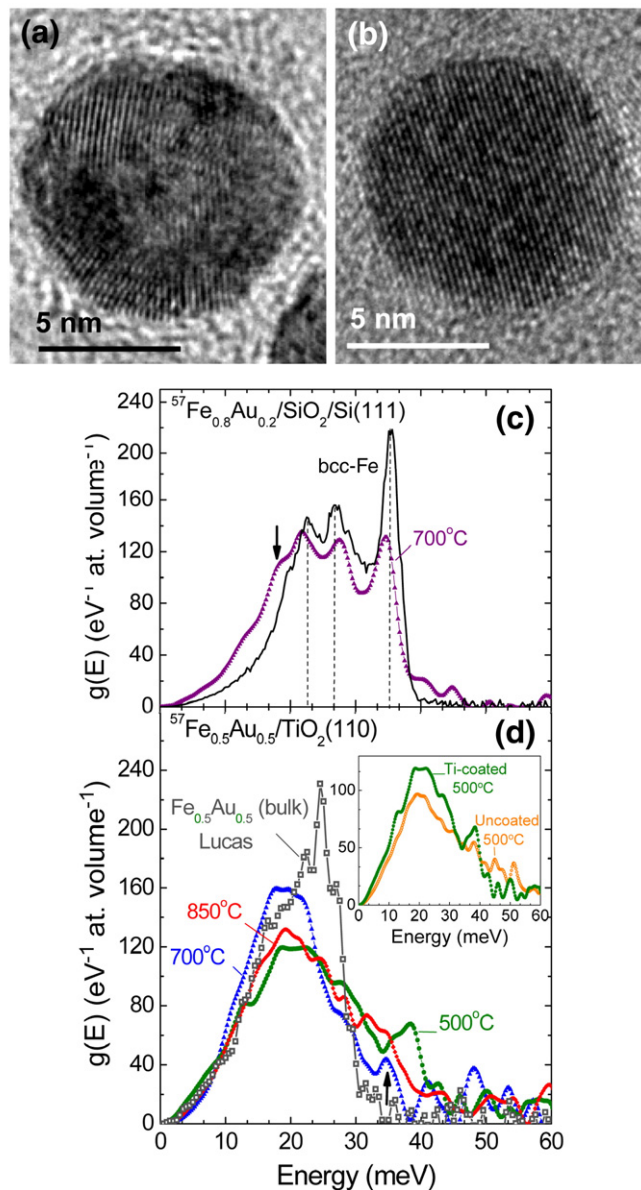 (a)
(b)
5 nm
5 nm
⁵⁷Fe₀.₈Au₀.₂/SiO₂/Si(111)
(c)
bcc-Fe
700°C
g(E) (eV⁻¹ at. volume⁻¹)
240
200
160
120
80
40
0
⁵⁷Fe₀.₅Au₀.₅/TiO₂(110)
(d)
Fe₀.₅Au₀.₅ (bulk)
Lucas
850°C
700°C
500°C
g(E) (eV⁻¹ at. volume⁻¹)
240
200
160
120
80
40
0
0 10 20 30 40 50 60
Energy (meV)
Ti-coated
500°C
Uncoated
500°C
100
50
0
0 10 20 30 40 50 60
Energy (meV)